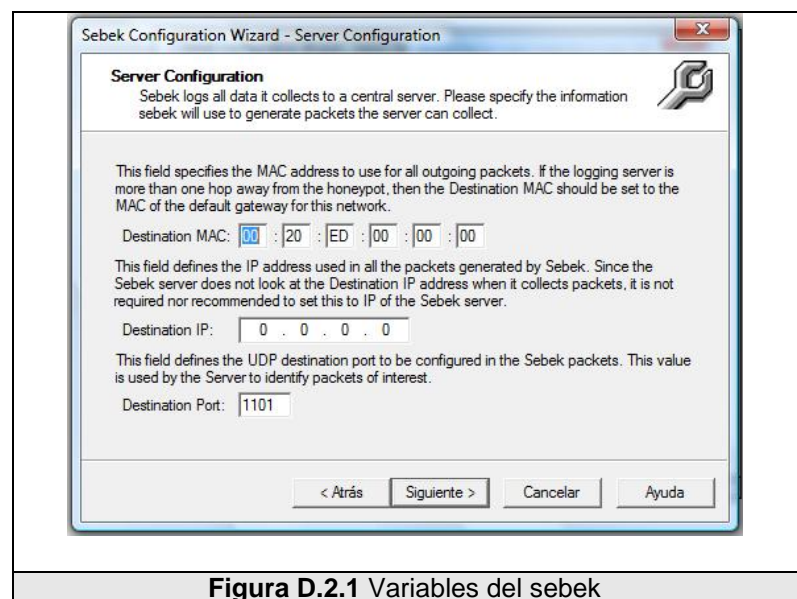 Sebek Configuration Wizard - Server Configuration
Server Configuration
Sebek logs all data it collects to a central server. Please specify the information
sebek will use to generate packets the server can collect.
This field specifies the MAC address to use for all outgoing packets. If the logging server is
more than one hop away from the honeypot, then the Destination MAC should be set to the
MAC of the default gateway for this network.
Destination MAC: 00 : 20 : ED : 00 : 00 : 00
This field defines the IP address used in all the packets generated by Sebek. Since the
Sebek server does not look at the Destination IP address when it collects packets, it is not
required nor recommended to set this to IP of the Sebek server.
Destination IP: 0 . 0 . 0 . 0
This field defines the UDP destination port to be configured in the Sebek packets. This value
is used by the Server to identify packets of interest.
Destination Port: 1101
< Atrás Siguiente > Cancelar Ayuda
Figura D.2.1 Variables del sebek